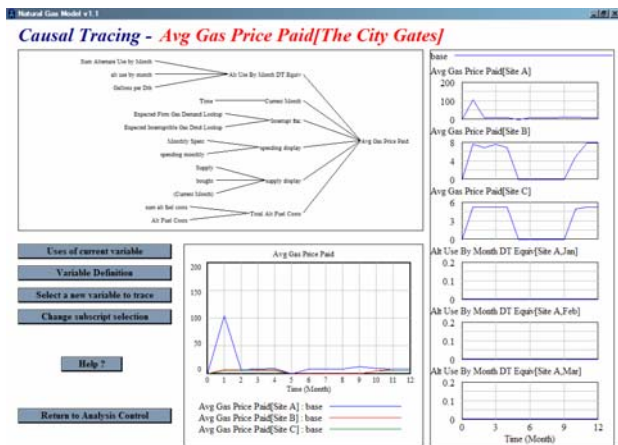 Natural Gas Model v1.1
Causal Tracing - Avg Gas Price Paid[The City Gates]
Sum Alternate Use by Month
alt use by month
Gallons per Dth
Alt Use By Month DT Equiv
Time
Current Month
Expected Firm Gas Demand Lookup
Expected Interruptible Gas Dmd Lookup
Interrupt flag
Monthly Spent
spending monthly
spending display
Supply
bought
(Current Month)
supply display
sum alt fuel costs
Alt Fuel Costs
Total Alt Fuel Costs
Avg Gas Price Paid
Uses of current variable
Variable Definition
Select a new variable to trace
Change subscript selection
Help ?
Return to Analysis Control
Avg Gas Price Paid
200
150
100
50
0
0 1 2 3 4 5 6 7 8 9 10 11 12
Time (Month)
Avg Gas Price Paid[Site A] : base
Avg Gas Price Paid[Site B] : base
Avg Gas Price Paid[Site C] : base
base
Avg Gas Price Paid[Site A]
200
100
0
Avg Gas Price Paid[Site B]
8
4
0
Avg Gas Price Paid[Site C]
6
3
0
Alt Use By Month DT Equiv[Site A,Jan]
0.2
0.1
0
Alt Use By Month DT Equiv[Site A,Feb]
0.2
0.1
0
Alt Use By Month DT Equiv[Site A,Mar]
0.2
0.1
0
0 3 6 9 12
Time (Month)